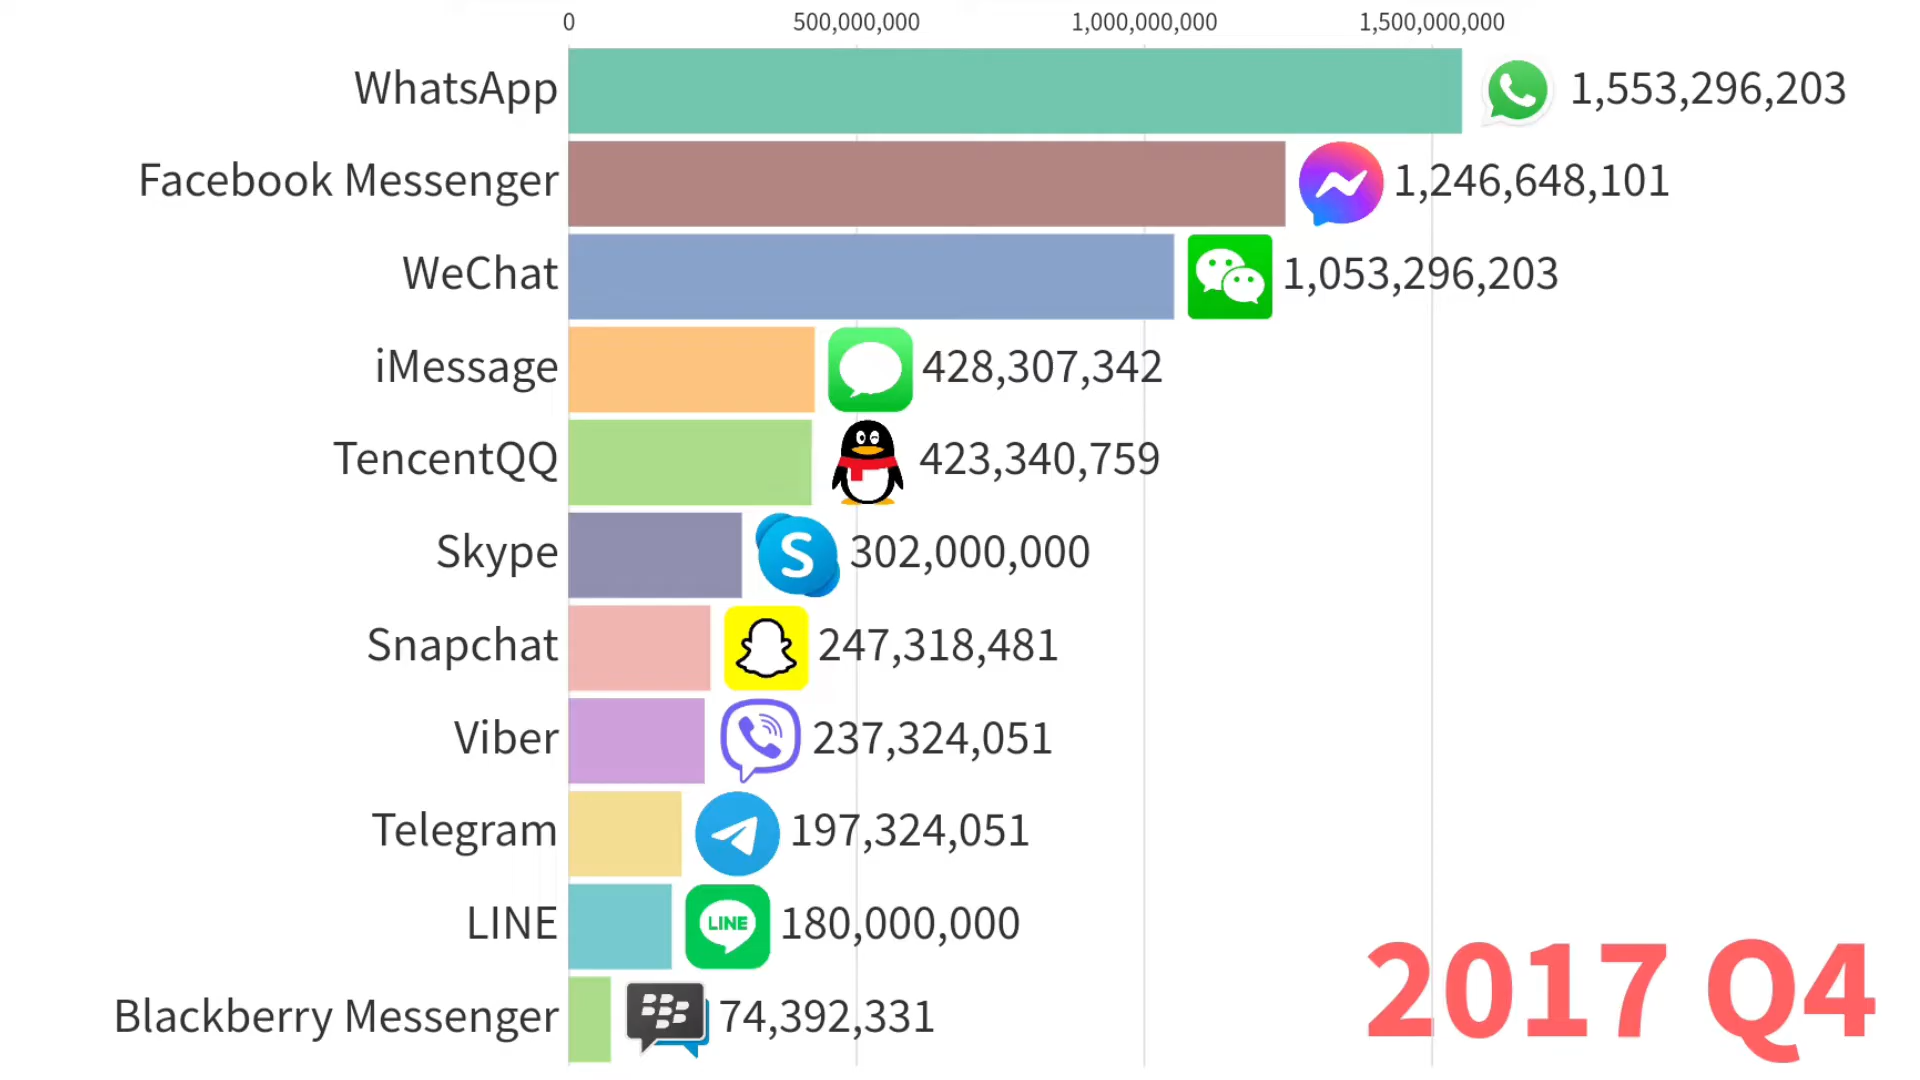 0 500,000,000 1,000,000,000 1,500,000,000
WhatsApp 1,553,296,203
Facebook Messenger 1,246,648,101
WeChat 1,053,296,203
iMessage 428,307,342
TencentQQ 423,340,759
Skype S 302,000,000
Snapchat 247,318,481
Viber 237,324,051
Telegram 197,324,051
LINE LINE 180,000,000
Blackberry Messenger 74,392,331
2017 Q4